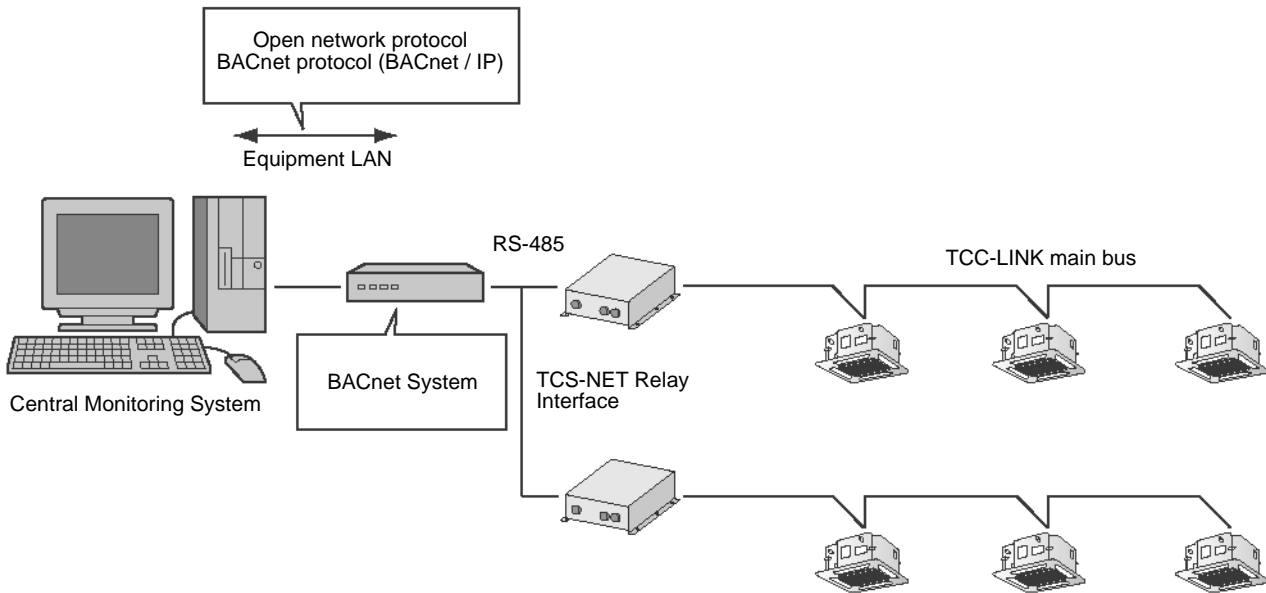 Open network protocol
BACnet protocol (BACnet / IP)
Equipment LAN
RS-485
TCC-LINK main bus
BACnet System
TCS-NET Relay
Interface
Central Monitoring System